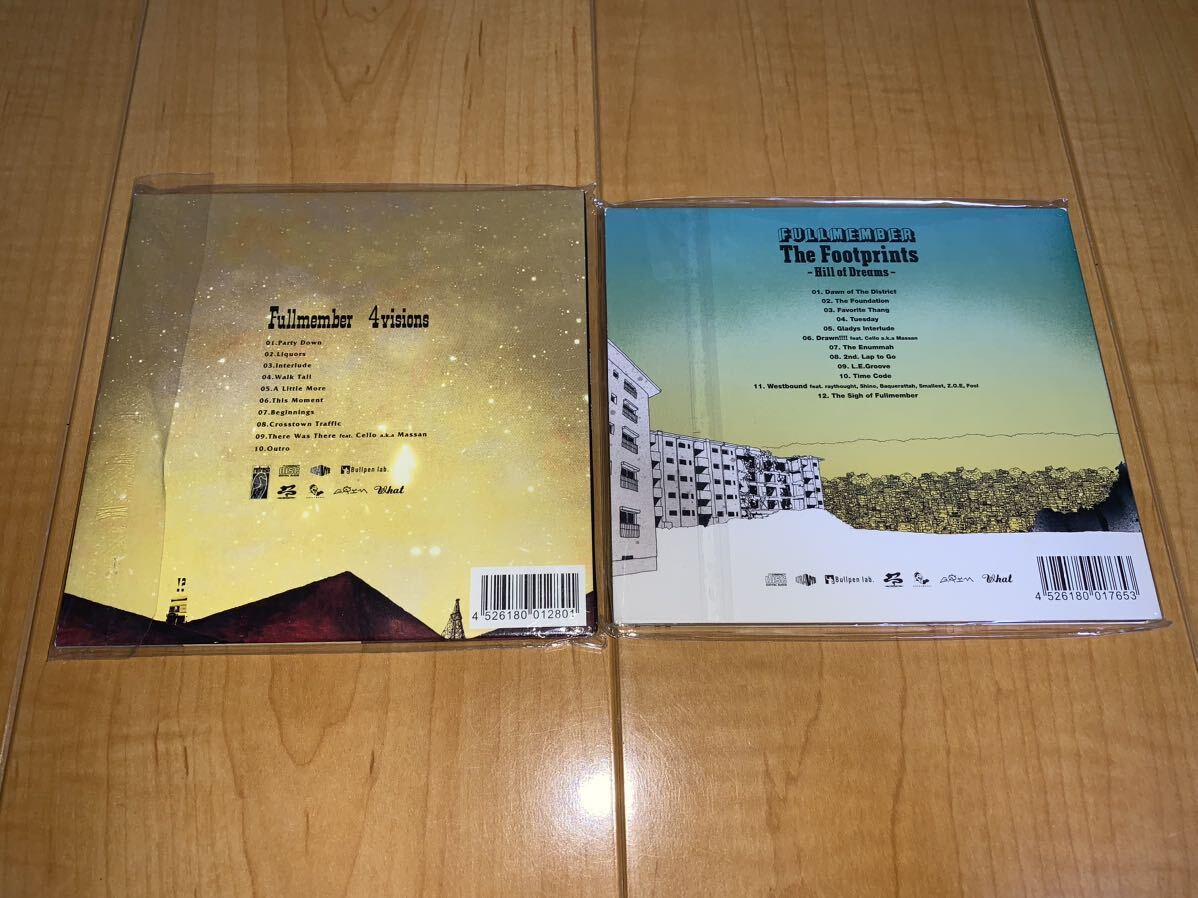 Fullmember 4visions
01.Party Down
02.Liquors
03.Interlude
04.Walk Tall
05.A Little More
06.This Moment
07.Beginnings
08.Crosstown Traffic
09.There Was There feat. Cello a.k.a Massan
10.Outro
Bullpen lab.
What
4 526180 012801
FULLMEMBER
The Footprints
- Hill of Dreams -
01. Dawn of The District
02. The Foundation
03. Favorite Thang
04. Tuesday
05. Gladys Interlude
06. Drawn!!!! feat. Cello a.k.a Massan
07. The Enummah
08. 2nd. Lap to Go
09. L.E.Groove
10. Time Code
11. Westbound feat. raythought, Shino, Baquerattah, Smallest, Z.O.E, Fool
12. The Sigh of Fullmember
Bullpen lab.
What
4 526180 017653